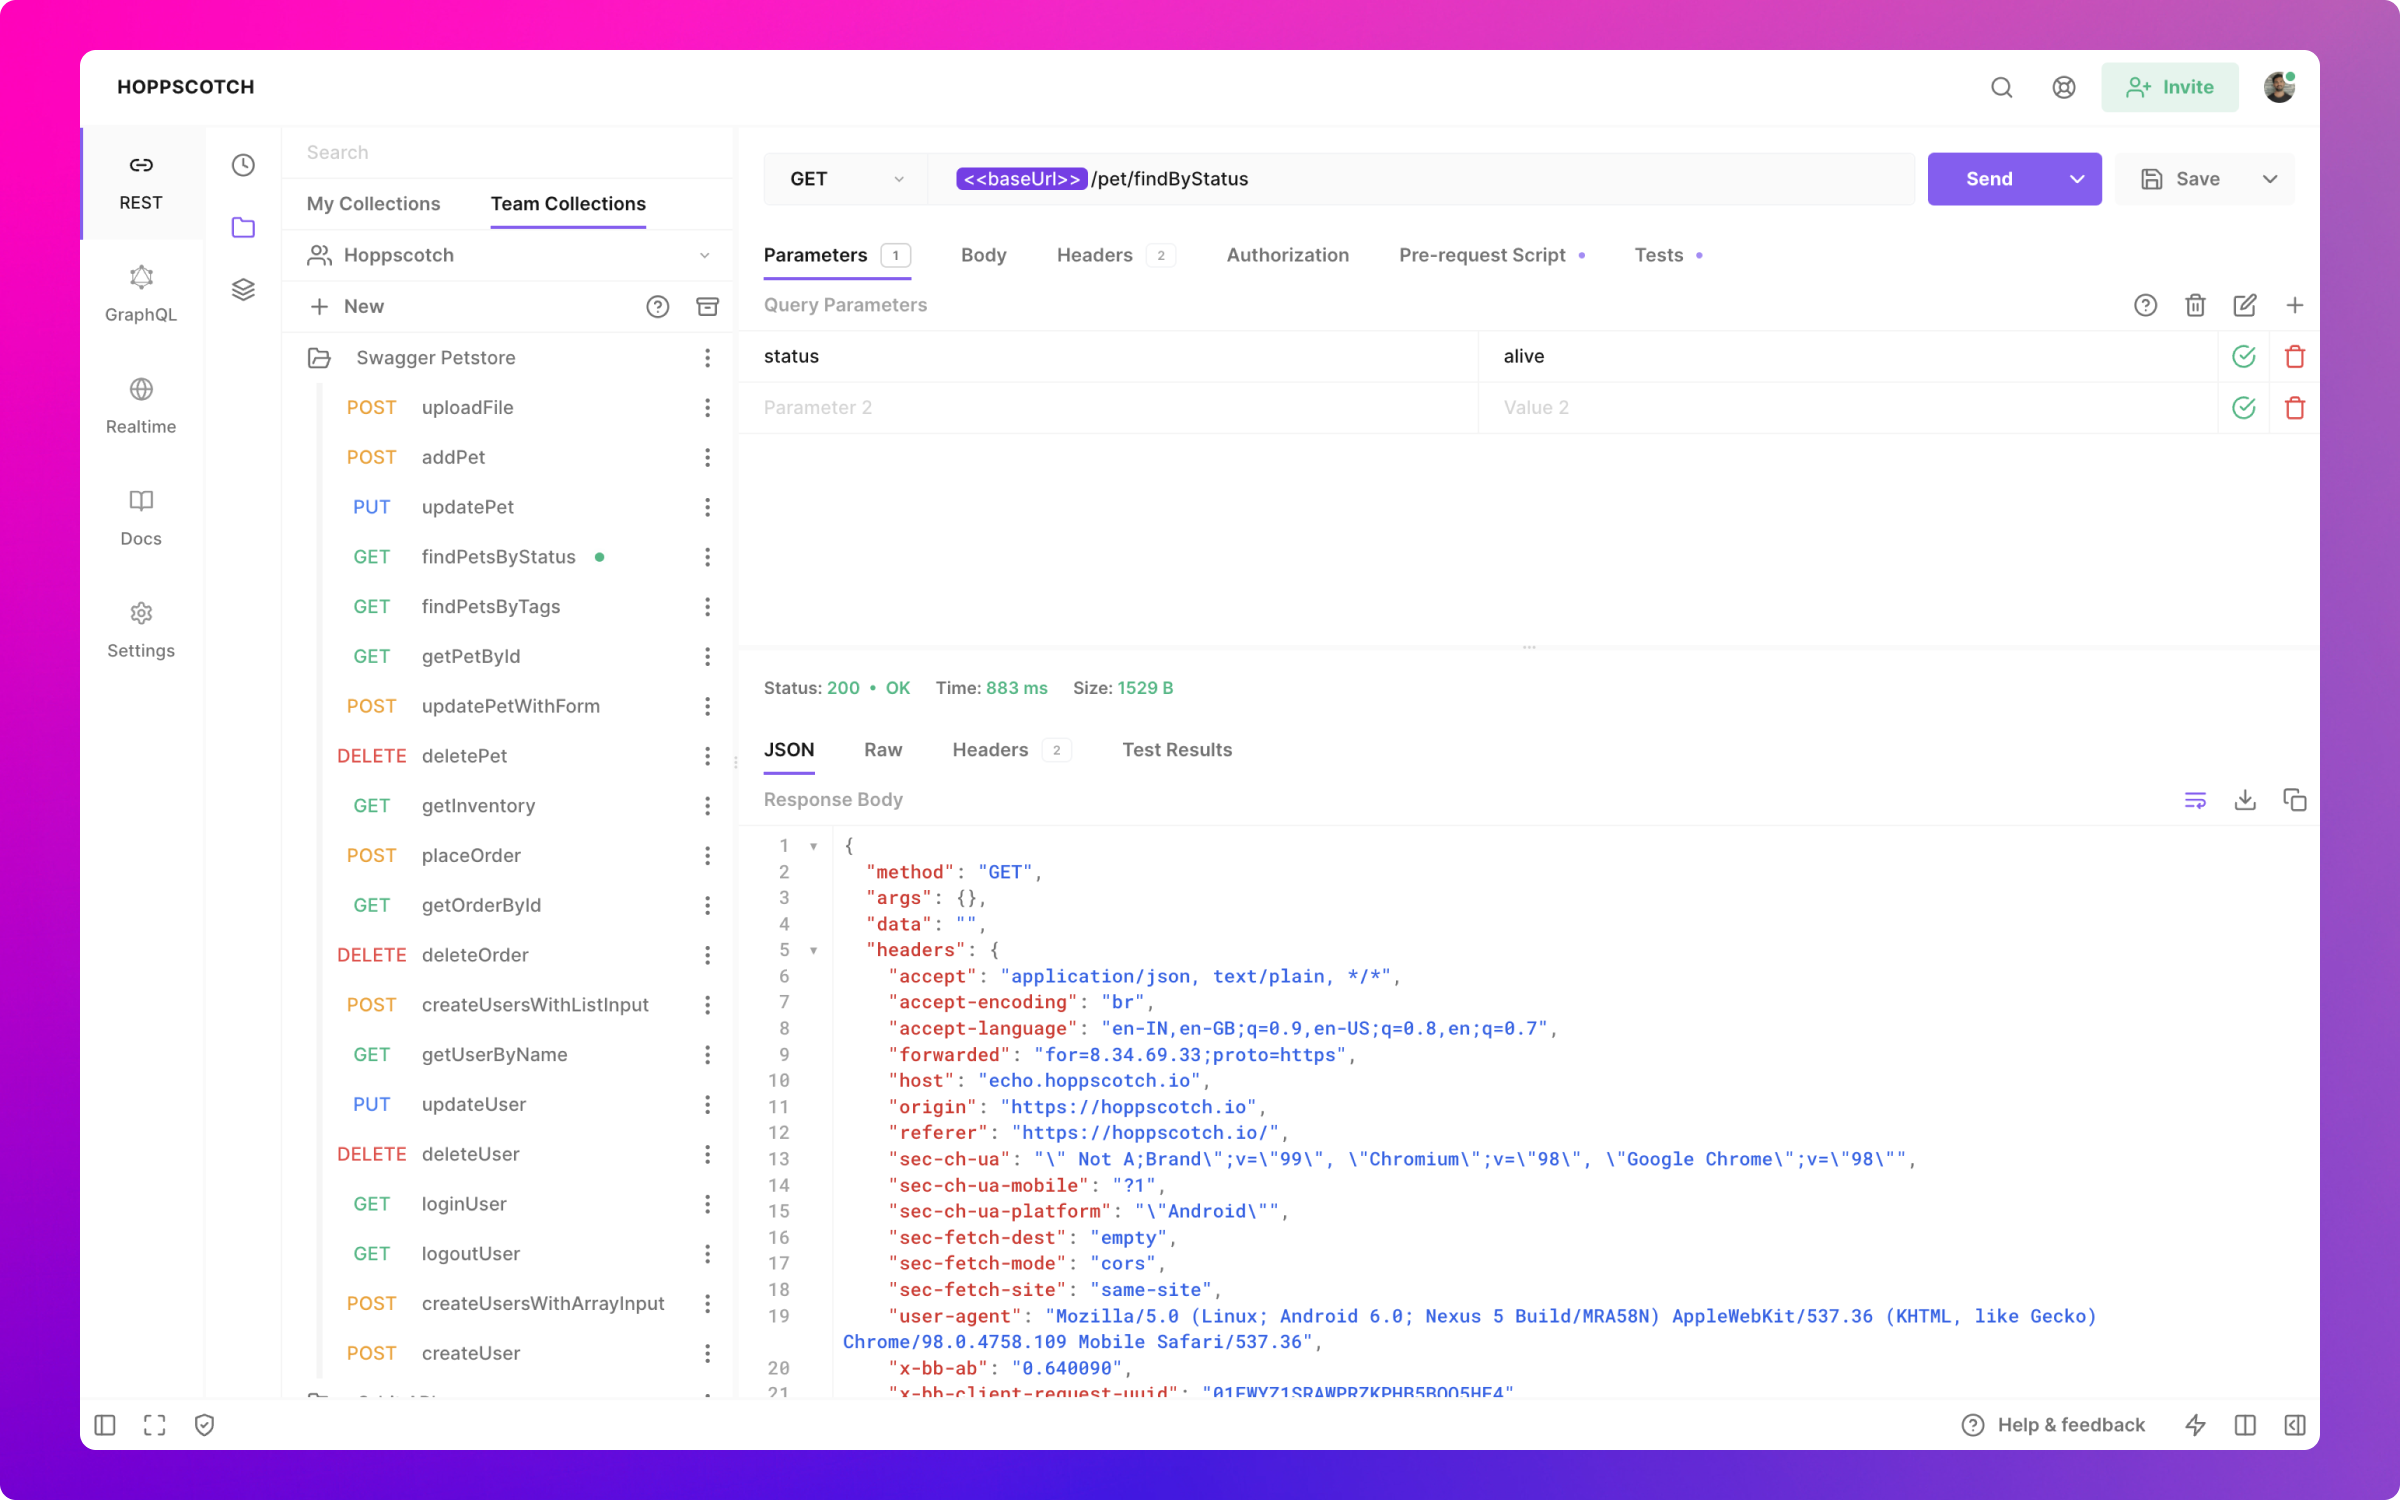 HOPPSCOTCH
Invite
REST
GraphQL
Realtime
Docs
Settings
Search
My Collections Team Collections
Hoppscotch
New
Swagger Petstore
POST uploadFile
POST addPet
PUT updatePet
GET findPetsByStatus
GET findPetsByTags
GET getPetById
POST updatePetWithForm
DELETE deletePet
GET getInventory
POST placeOrder
GET getOrderById
DELETE deleteOrder
POST createUsersWithListInput
GET getUserByName
PUT updateUser
DELETE deleteUser
GET loginUser
GET logoutUser
POST createUsersWithArrayInput
POST createUser
GET <<baseUrl>>/pet/findByStatus Send Save
Parameters 1 Body Headers 2 Authorization Pre-request Script • Tests •
Query Parameters
status alive
Parameter 2 Value 2
Status: 200 • OK Time: 883 ms Size: 1529 B
JSON Raw Headers 2 Test Results
Response Body
1 {
2 "method": "GET",
3 "args": {},
4 "data": "",
5 "headers": {
6 "accept": "application/json, text/plain, */*",
7 "accept-encoding": "br",
8 "accept-language": "en-IN,en-GB;q=0.9,en-US;q=0.8,en;q=0.7",
9 "forwarded": "for=8.34.69.33;proto=https",
10 "host": "echo.hoppscotch.io",
11 "origin": "https://hoppscotch.io",
12 "referer": "https://hoppscotch.io/",
13 "sec-ch-ua": "\" Not A;Brand\";v=\"99\", \"Chromium\";v=\"98\", \"Google Chrome\";v=\"98\"",
14 "sec-ch-ua-mobile": "?1",
15 "sec-ch-ua-platform": "\"Android\"",
16 "sec-fetch-dest": "empty",
17 "sec-fetch-mode": "cors",
18 "sec-fetch-site": "same-site",
19 "user-agent": "Mozilla/5.0 (Linux; Android 6.0; Nexus 5 Build/MRA58N) AppleWebKit/537.36 (KHTML, like Gecko)
Chrome/98.0.4758.109 Mobile Safari/537.36",
20 "x-bb-ab": "0.640090",
21 "x-bb-client-request-uuid":
Help & feedback